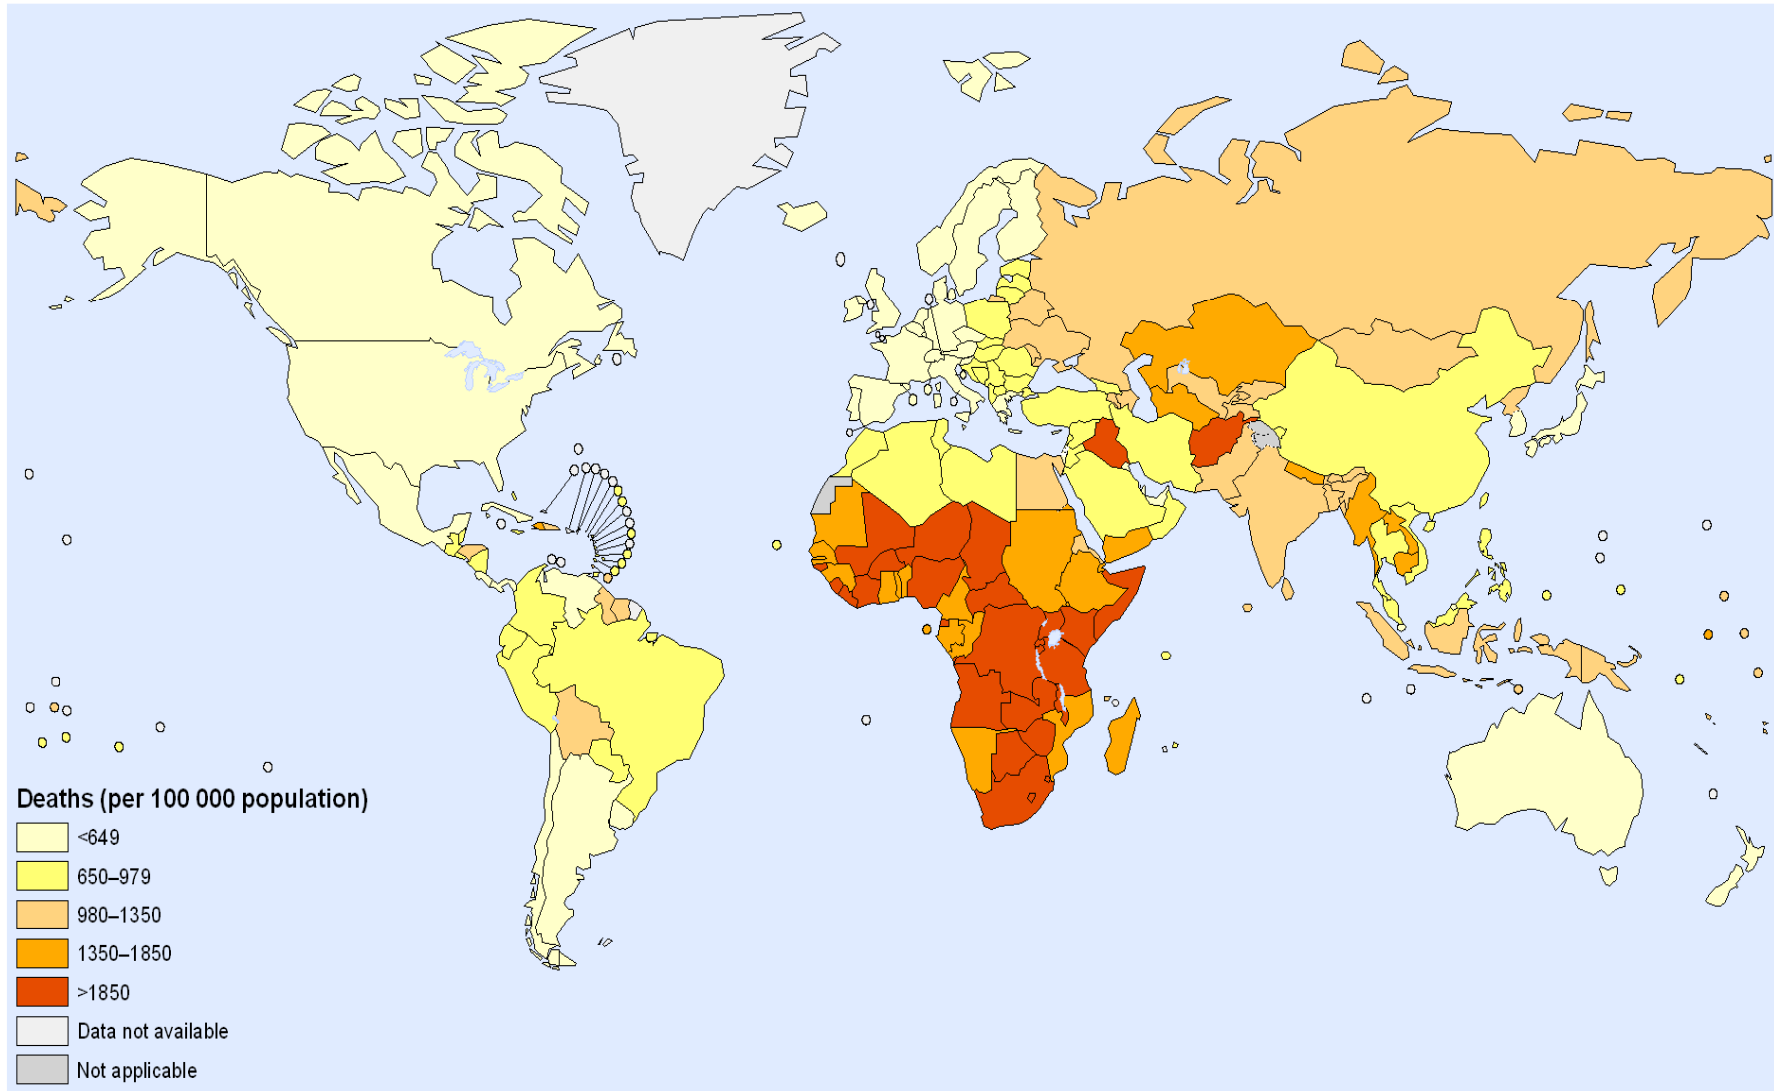 Deaths (per 100 000 population)
<649
650–979
980–1350
1350–1850
>1850
Data not available
Not applicable